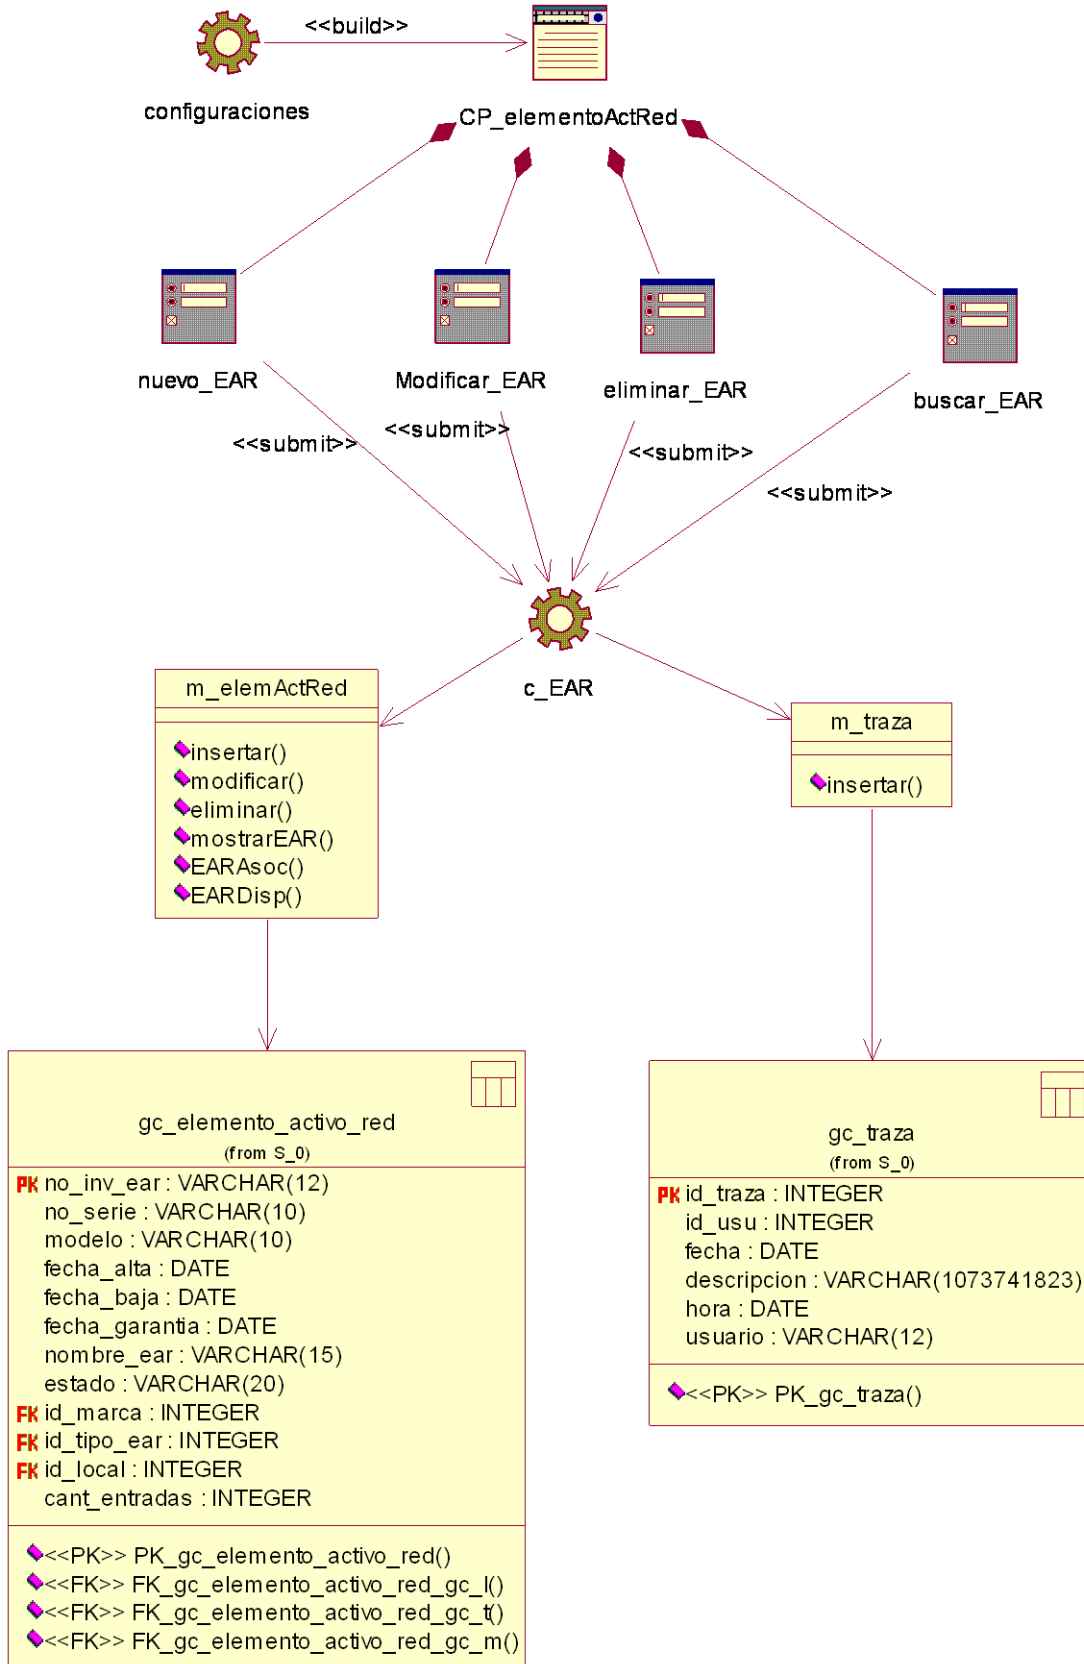 <<build>>
configuraciones
CP_elementoActRed
nuevo_EAR
Modificar_EAR
eliminar_EAR
buscar_EAR
<<submit>>
<<submit>>
<<submit>>
<<submit>>
c_EAR
m_elemActRed
insertar()
modificar()
eliminar()
mostrarEAR()
EARAsoc()
EARDisp()
m_traza
insertar()
gc_elemento_activo_red
(from S_0)
PK no_inv_ear : VARCHAR(12)
no_serie : VARCHAR(10)
modelo : VARCHAR(10)
fecha_alta : DATE
fecha_baja : DATE
fecha_garantia : DATE
nombre_ear : VARCHAR(15)
estado : VARCHAR(20)
FK id_marca : INTEGER
FK id_tipo_ear : INTEGER
FK id_local : INTEGER
cant_entradas : INTEGER
<<PK>> PK_gc_elemento_activo_red()
<<FK>> FK_gc_elemento_activo_red_gc_l()
<<FK>> FK_gc_elemento_activo_red_gc_t()
<<FK>> FK_gc_elemento_activo_red_gc_m()
gc_traza
(from S_0)
PK id_traza : INTEGER
id_usu : INTEGER
fecha : DATE
descripcion : VARCHAR(1073741823)
hora : DATE
usuario : VARCHAR(12)
<<PK>> PK_gc_traza()